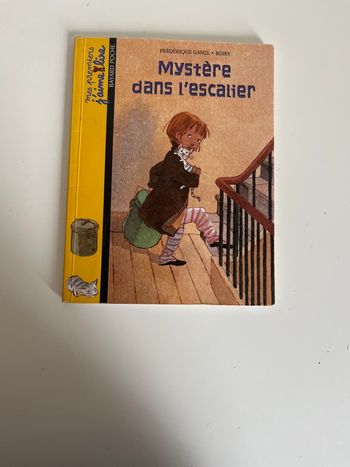 FRÉDÉRIQUE GANZL • BOIRY
Mystère
dans l'escalier
mes premiers
j'aime lire
BAYARD POCHE